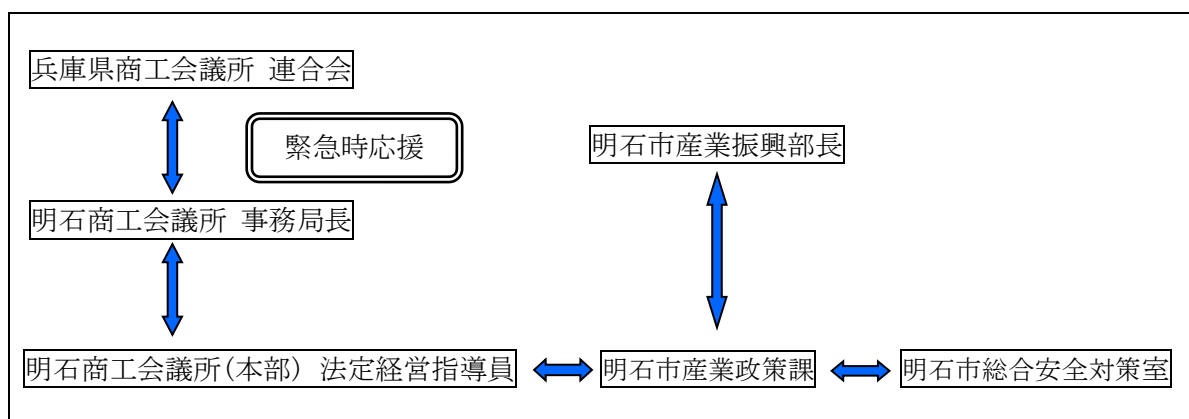 兵庫県商工会議所 連合会
緊急時応援
明石市産業振興部長
明石商工会議所 事務局長
明石商工会議所(本部) 法定経営指導員
明石市産業政策課
明石市総合安全対策室